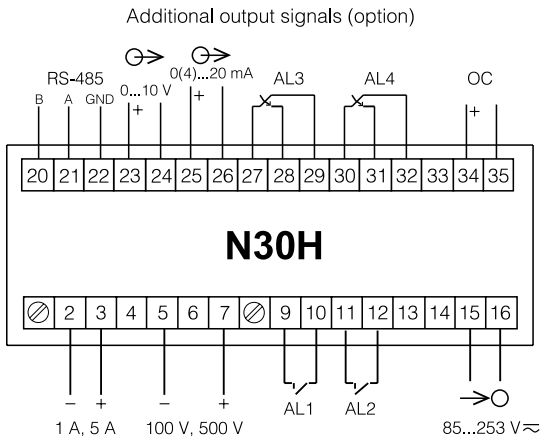 Additional output signals (option)
RS-485
B A GND
0...10 V
+
0(4)...20 mA
+
AL3
AL4
OC
+
20 21 22 23 24 25 26 27 28 29 30 31 32 33 34 35
N30H
2 3 4 5 6 7 9 10 11 12 13 14 15 16
− + − +
1 A, 5 A
100 V, 500 V
AL1
AL2
85...253 V≂